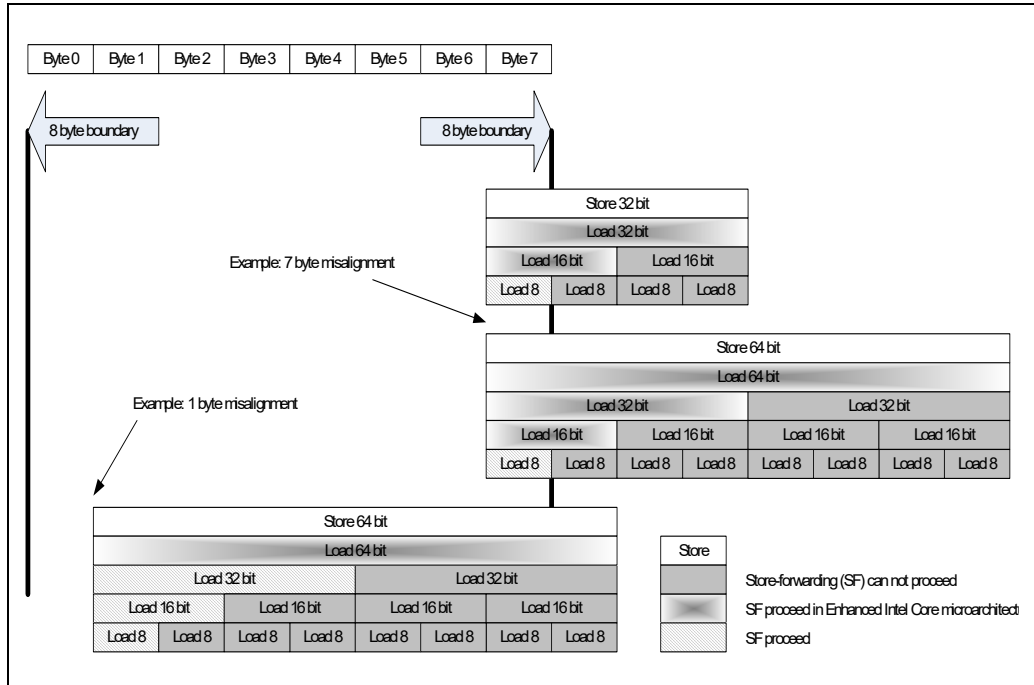 Byte 0 Byte 1 Byte 2 Byte 3 Byte 4 Byte 5 Byte 6 Byte 7
8 byte boundary 8 byte boundary
Store 32 bit
Load 32 bit
Example: 7 byte misalignment
Load 16 bit Load 16 bit
Load 8 Load 8 Load 8 Load 8
Store 64 bit
Load 64 bit
Example: 1 byte misalignment
Load 32 bit Load 32 bit
Load 16 bit Load 16 bit Load 16 bit Load 16 bit
Load 8 Load 8 Load 8 Load 8 Load 8 Load 8 Load 8 Load 8
Store 64 bit
Load 64 bit
Load 32 bit Load 32 bit
Load 16 bit Load 16 bit Load 16 bit Load 16 bit
Load 8 Load 8 Load 8 Load 8 Load 8 Load 8 Load 8 Load 8
Store
Store-forwarding (SF) can not proceed
SF proceed in Enhanced Intel Core microarchitect
SF proceed